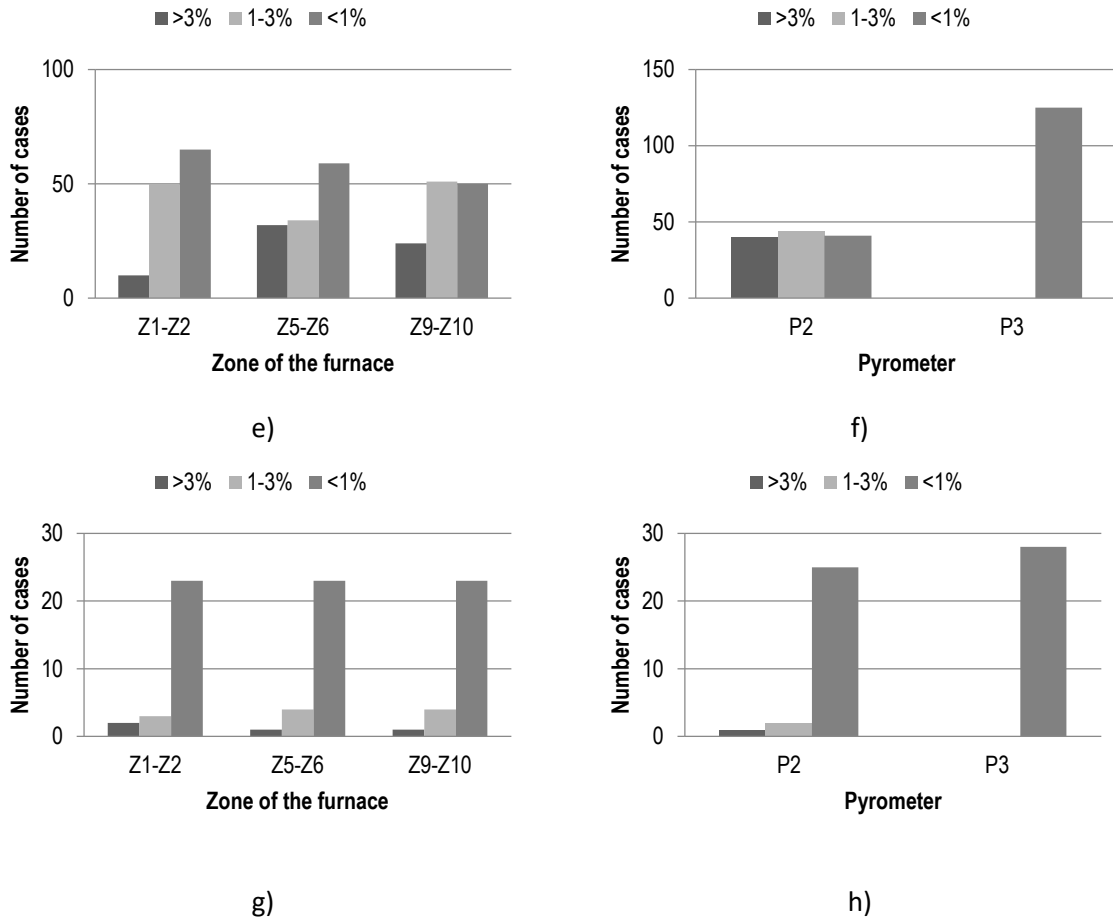 >3% 1-3% <1%
100
50
0
Number of cases
Z1-Z2 Z5-Z6 Z9-Z10
Zone of the furnace
e)
>3% 1-3% <1%
150
100
50
0
Number of cases
P2 P3
Pyrometer
f)
>3% 1-3% <1%
30
20
10
0
Number of cases
Z1-Z2 Z5-Z6 Z9-Z10
Zone of the furnace
g)
>3% 1-3% <1%
30
20
10
0
Number of cases
P2 P3
Pyrometer
h)